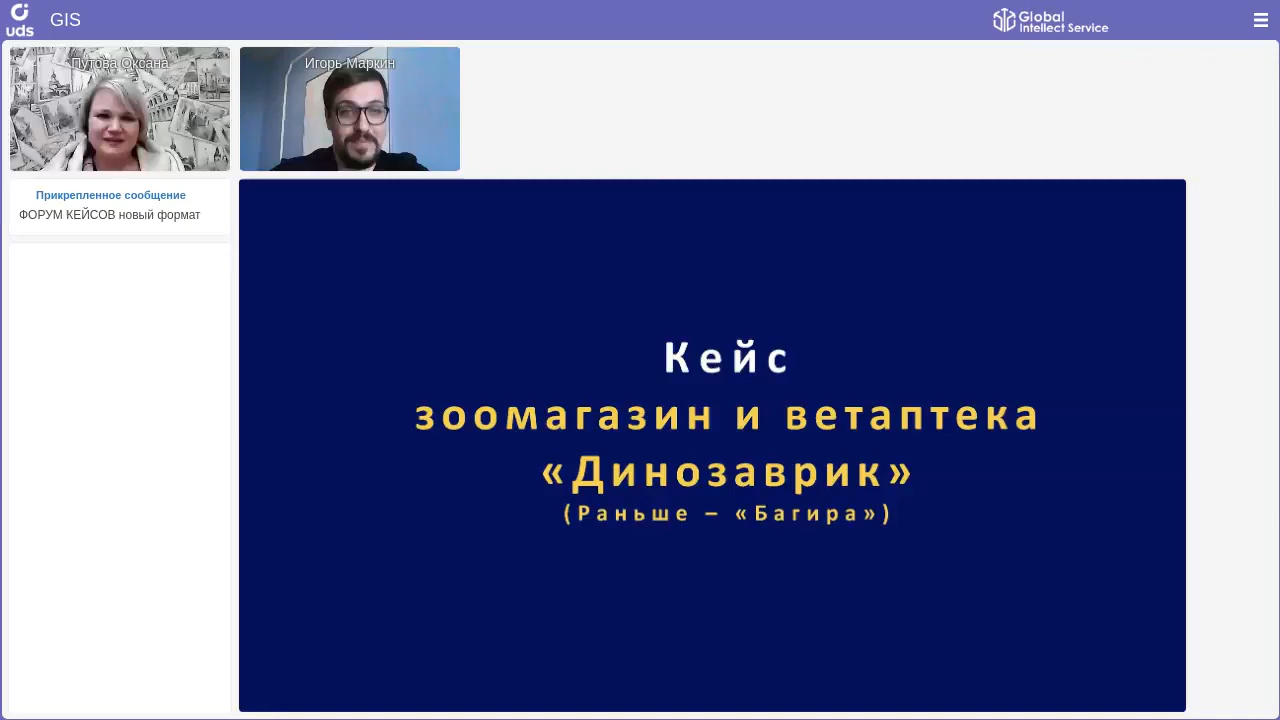 uds
GIS
Global
Intellect Service
Путова Оксана
Игорь Маркин
Прикрепленное сообщение
ФОРУМ КЕЙСОВ новый формат
Кейс
зоомагазин и ветаптека
«Динозаврик»
(Раньше – «Багира»)